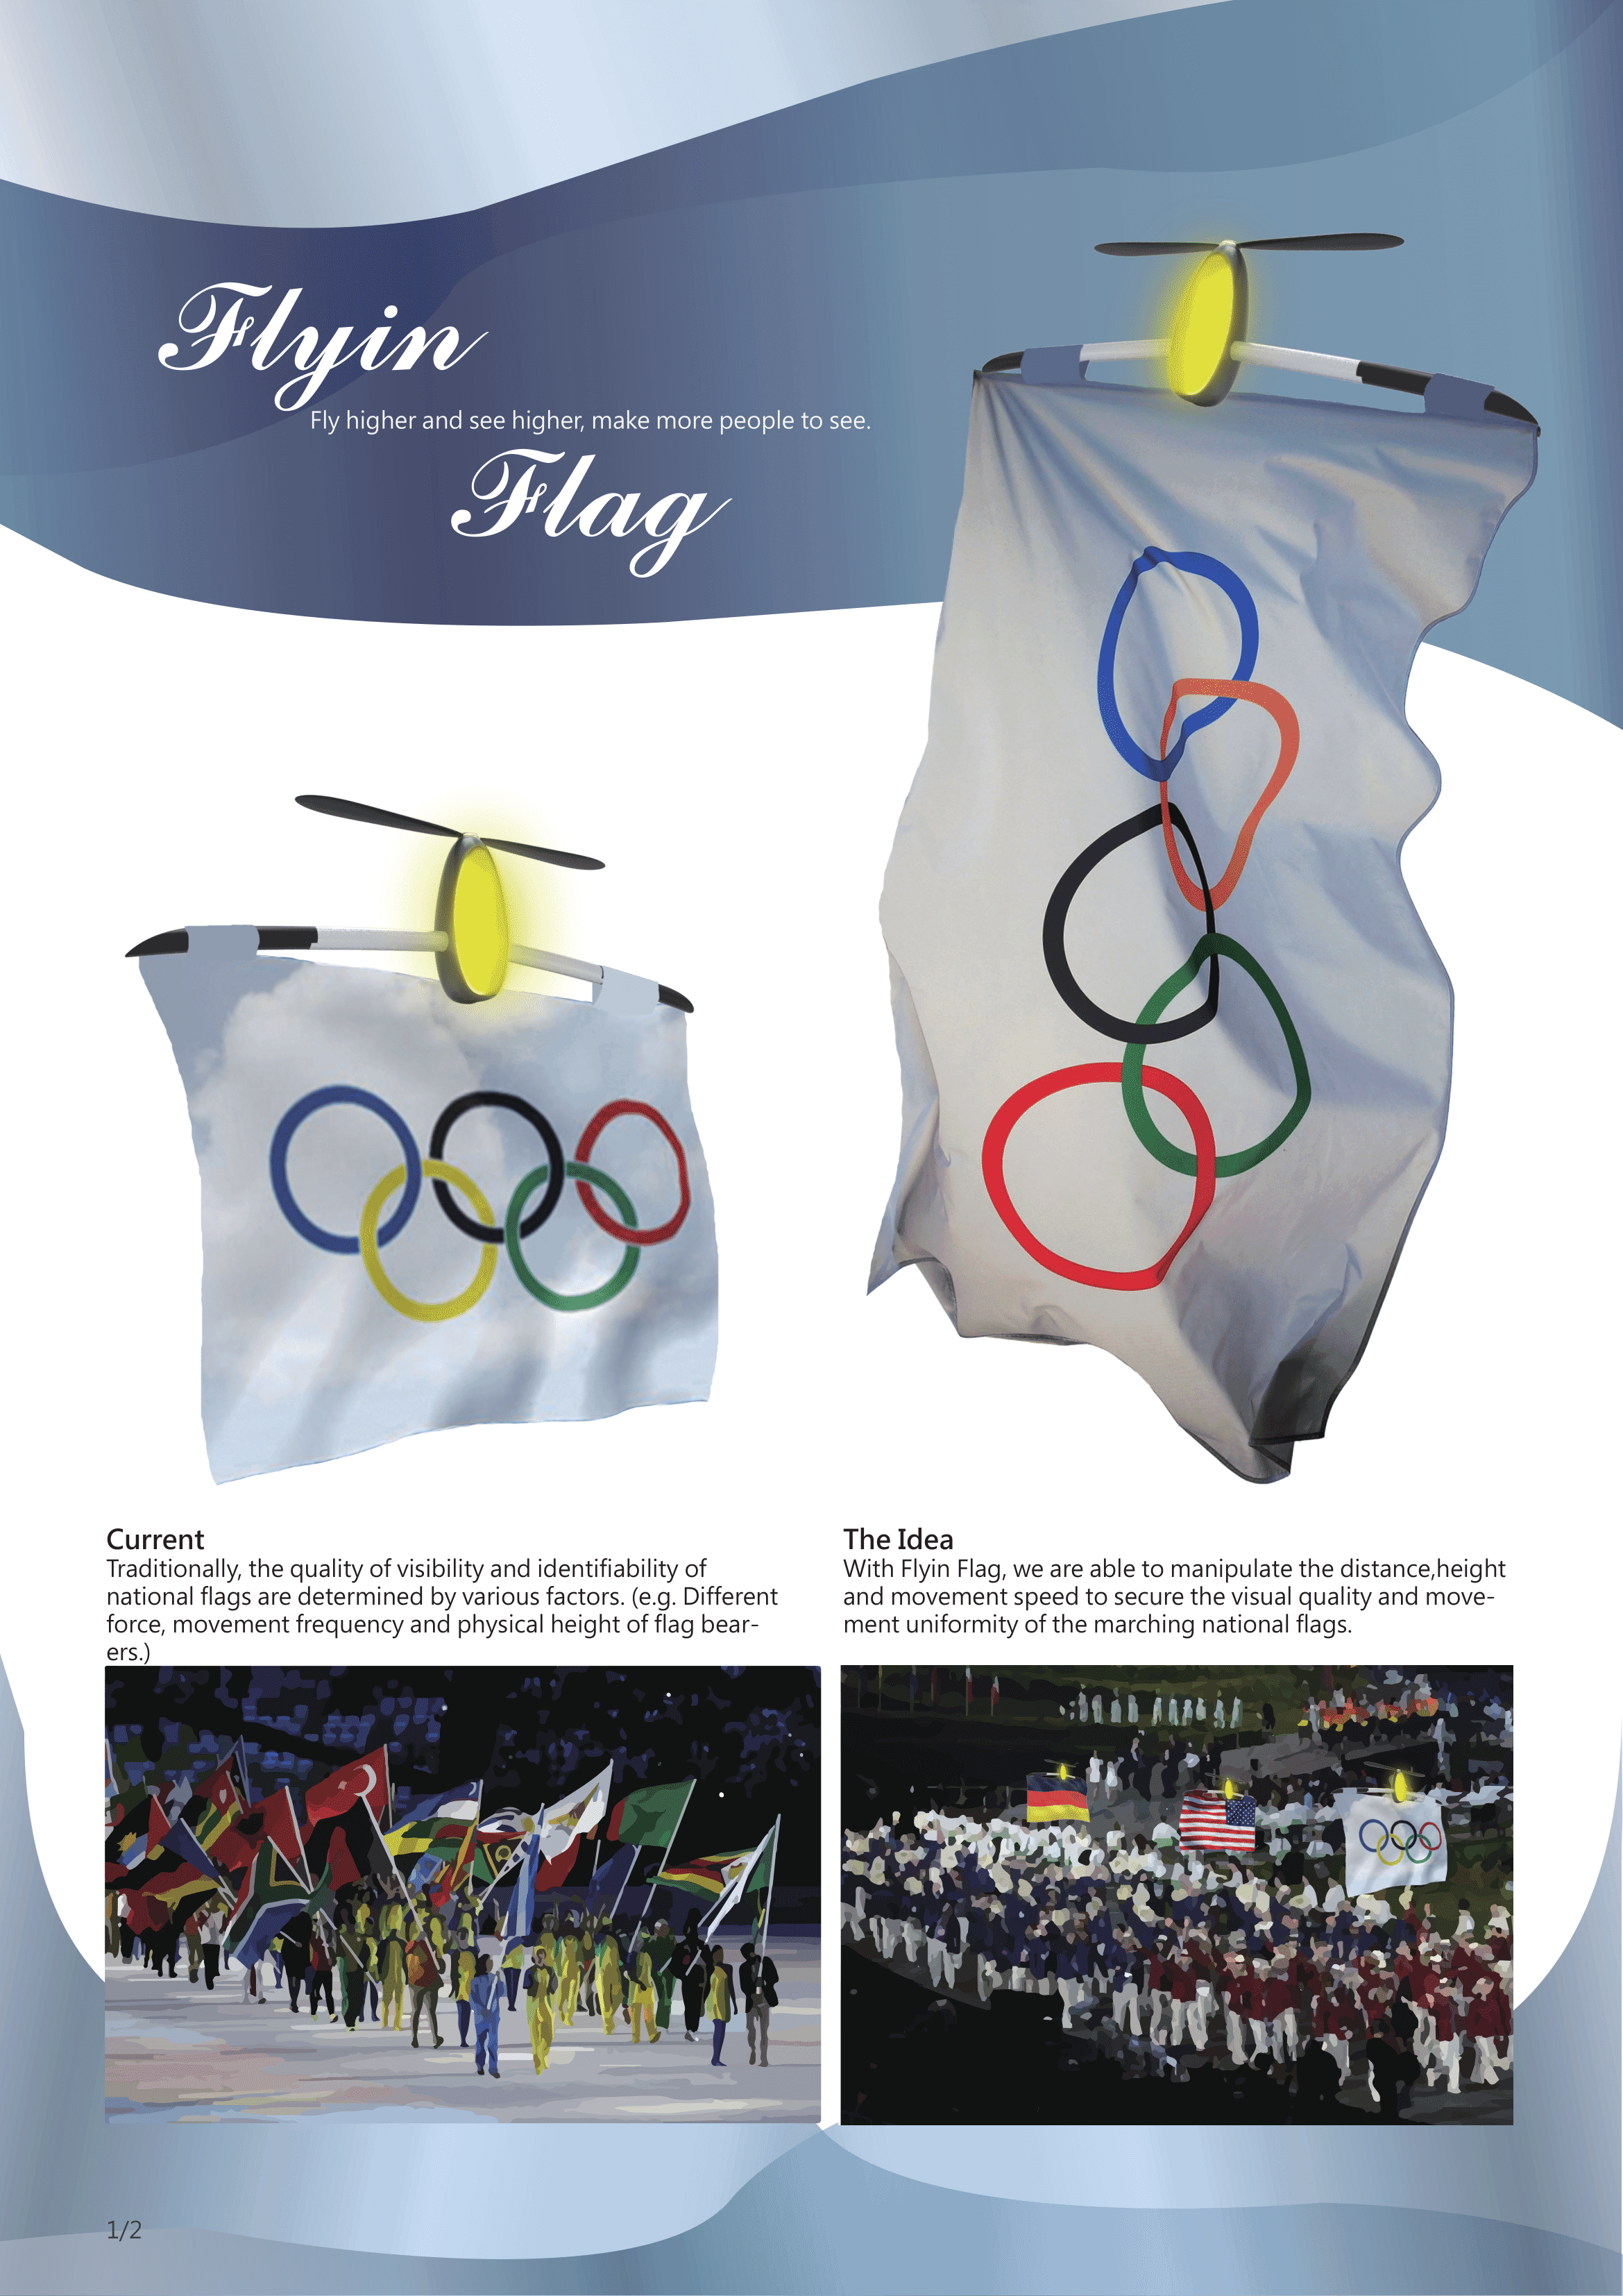 Flyin
Fly higher and see higher, make more people to see.
Flag
Current
Traditionally, the quality of visibility and identifiability of
national flags are determined by various factors. (e.g. Different
force, movement frequency and physical height of flag bear-
ers.)
The Idea
With Flyin Flag, we are able to manipulate the distance,height
and movement speed to secure the visual quality and move-
ment uniformity of the marching national flags.
1/2